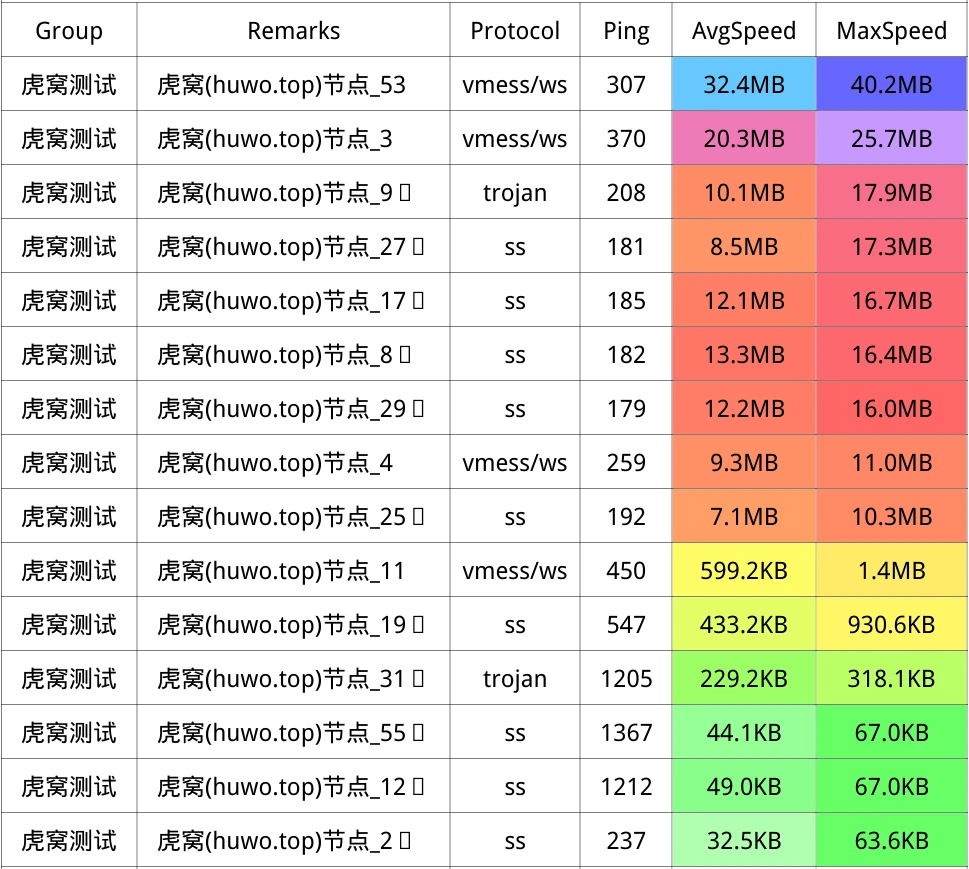 Group Remarks Protocol Ping AvgSpeed MaxSpeed
虎窝测试 虎窝(huwo.top)节点_53 vmess/ws 307 32.4MB 40.2MB
虎窝测试 虎窝(huwo.top)节点_3 vmess/ws 370 20.3MB 25.7MB
虎窝测试 虎窝(huwo.top)节点_9 trojan 208 10.1MB 17.9MB
虎窝测试 虎窝(huwo.top)节点_27 ss 181 8.5MB 17.3MB
虎窝测试 虎窝(huwo.top)节点_17 ss 185 12.1MB 16.7MB
虎窝测试 虎窝(huwo.top)节点_8 ss 182 13.3MB 16.4MB
虎窝测试 虎窝(huwo.top)节点_29 ss 179 12.2MB 16.0MB
虎窝测试 虎窝(huwo.top)节点_4 vmess/ws 259 9.3MB 11.0MB
虎窝测试 虎窝(huwo.top)节点_25 ss 192 7.1MB 10.3MB
虎窝测试 虎窝(huwo.top)节点_11 vmess/ws 450 599.2KB 1.4MB
虎窝测试 虎窝(huwo.top)节点_19 ss 547 433.2KB 930.6KB
虎窝测试 虎窝(huwo.top)节点_31 trojan 1205 229.2KB 318.1KB
虎窝测试 虎窝(huwo.top)节点_55 ss 1367 44.1KB 67.0KB
虎窝测试 虎窝(huwo.top)节点_12 ss 1212 49.0KB 67.0KB
虎窝测试 虎窝(huwo.top)节点_2 ss 237 32.5KB 63.6KB